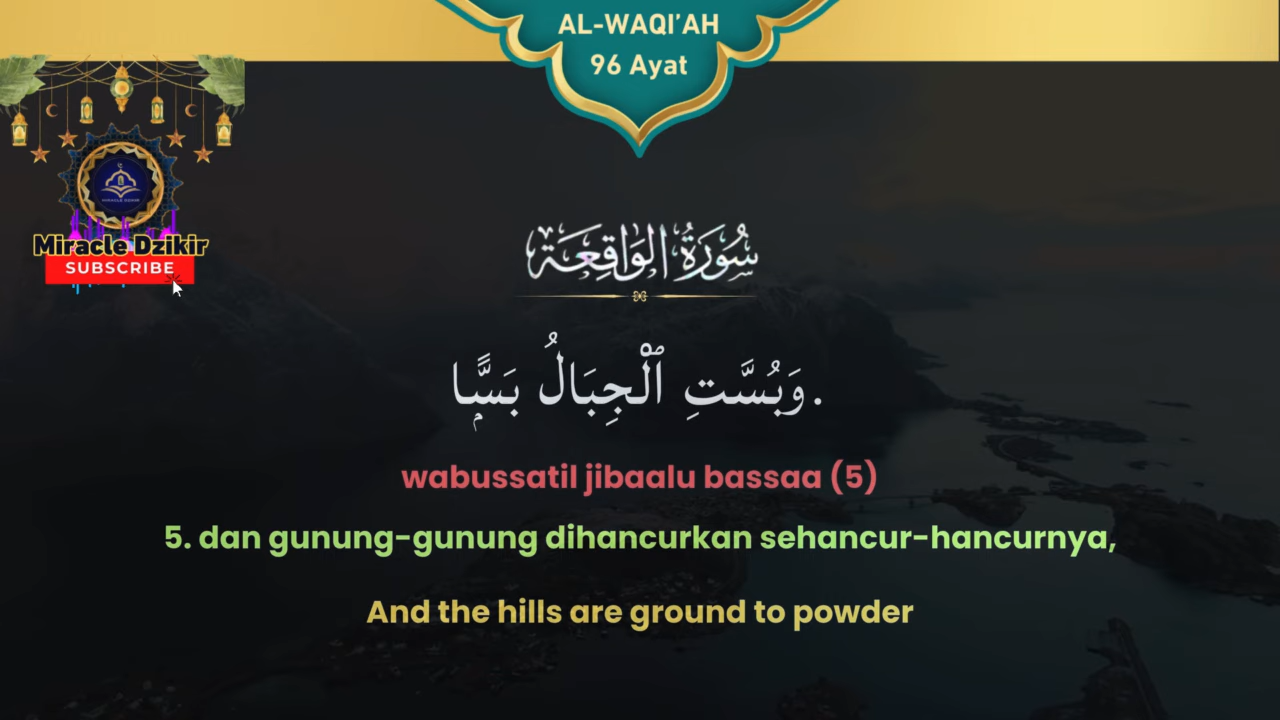 AL-WAQI'AH
96 Ayat
Miracle Dzikir
SUBSCRIBE
سُورَةُ الوَاقِعَة
.وَبُسَّتِ ٱلْجِبَالُ بَسًّۭا
wabussatil jibaalu bassaa (5)
5. dan gunung-gunung dihancurkan sehancur-hancurnya,
And the hills are ground to powder